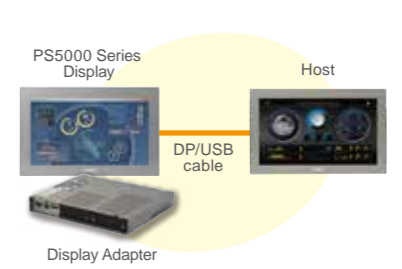 PS5000 Series
Display
Host
DP/USB
cable
Display Adapter